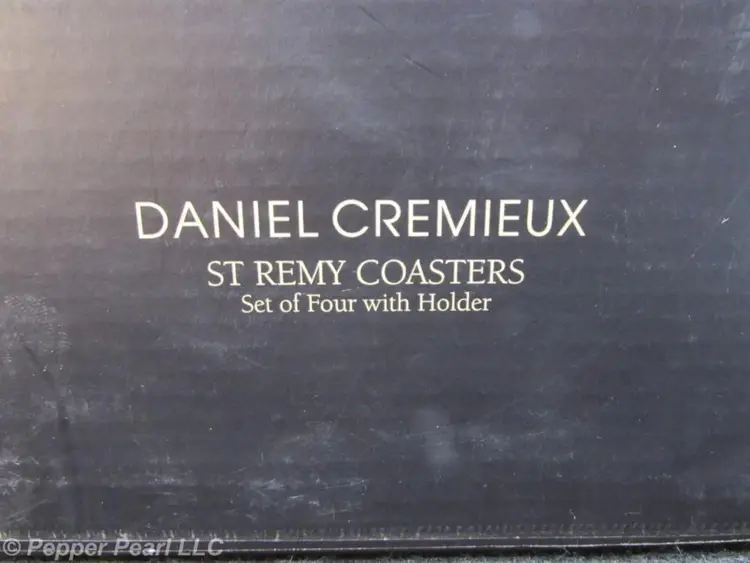 DANIEL CREMIEUX
ST REMY COASTERS
Set of Four with Holder
© Pepper Pearl LLC